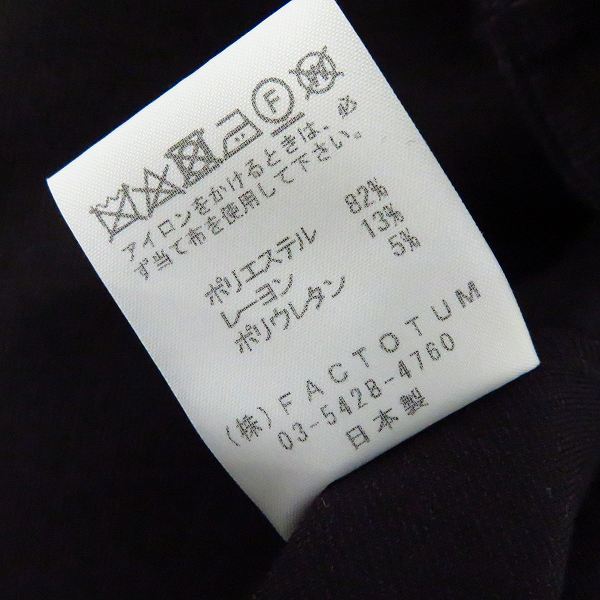 F W
アイロンをかけるときは、必
ず当て布を使用して下さい。
ポリエステル 82%
レーヨン 13%
ポリウレタン 5%
(株) FACTOTUM
03-5428-4760
日本製